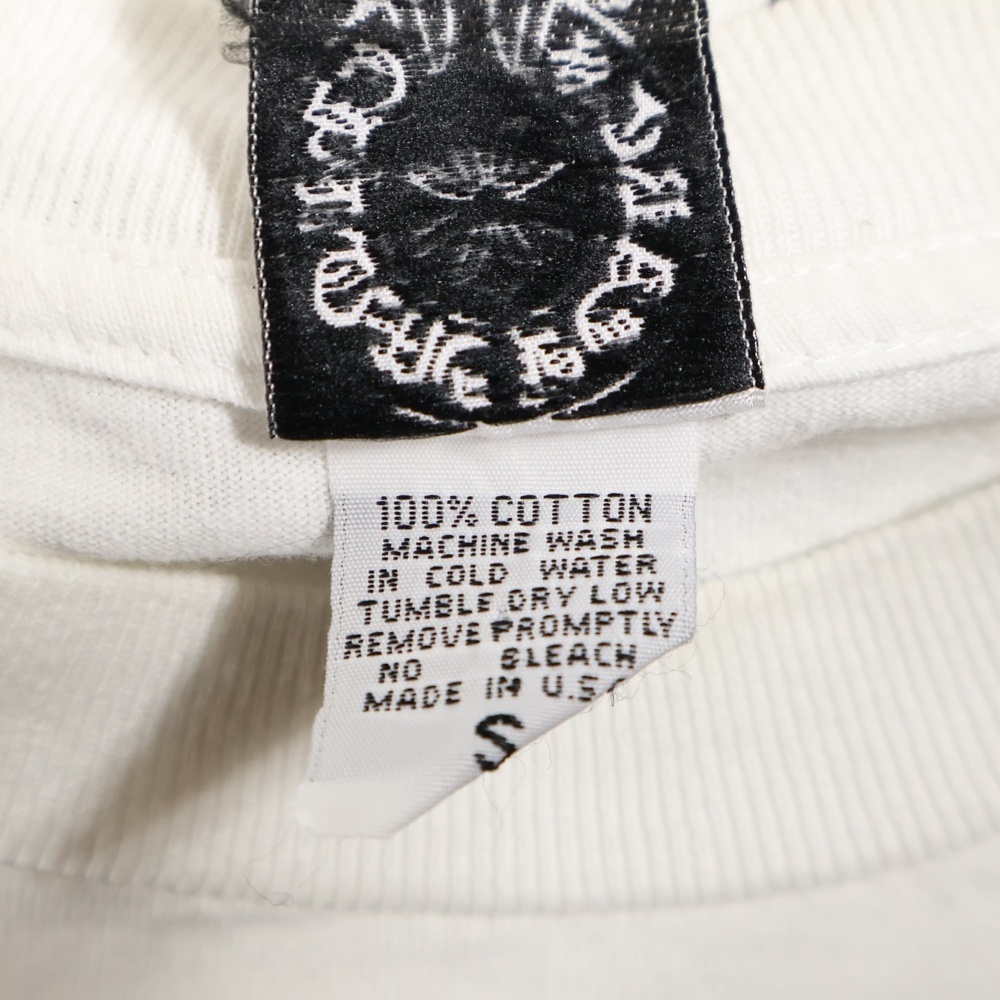 100% COTTON
MACHINE WASH
IN COLD WATER
TUMBLE DRY LOW
REMOVE PROMPTLY
NO BLEACH
MADE IN U.S
S